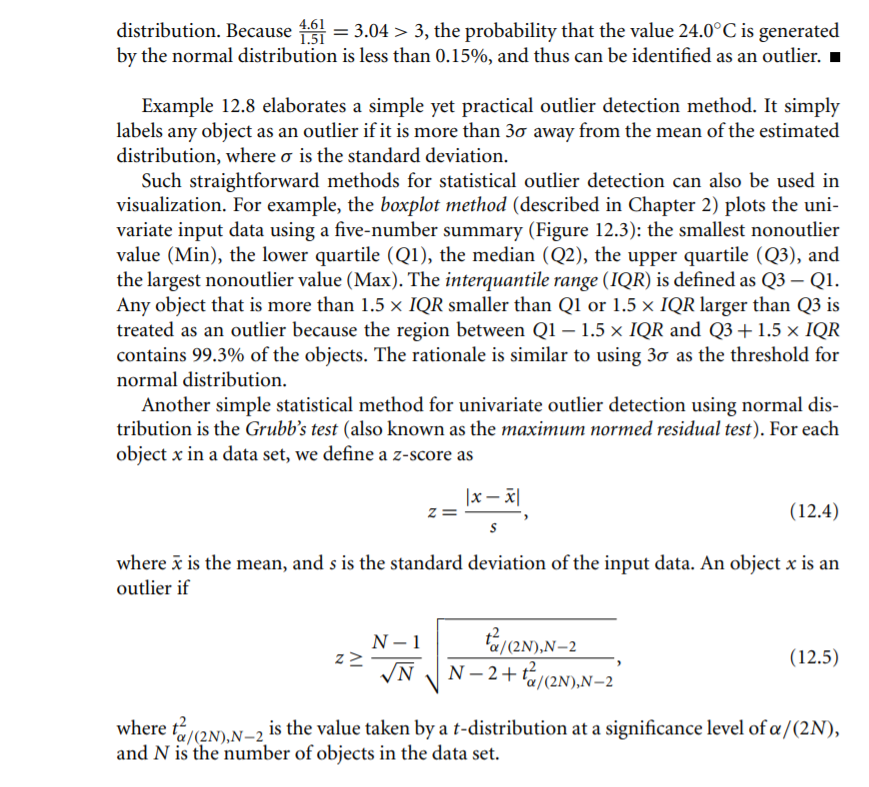 distribution. Because 4.61/1.51 = 3.04 > 3, the probability that the value 24.0°C is generated
by the normal distribution is less than 0.15%, and thus can be identified as an outlier. ■
Example 12.8 elaborates a simple yet practical outlier detection method. It simply
labels any object as an outlier if it is more than 3σ away from the mean of the estimated
distribution, where σ is the standard deviation.
Such straightforward methods for statistical outlier detection can also be used in
visualization. For example, the boxplot method (described in Chapter 2) plots the uni-
variate input data using a five-number summary (Figure 12.3): the smallest nonoutlier
value (Min), the lower quartile (Q1), the median (Q2), the upper quartile (Q3), and
the largest nonoutlier value (Max). The interquantile range (IQR) is defined as Q3 − Q1.
Any object that is more than 1.5 × IQR smaller than Q1 or 1.5 × IQR larger than Q3 is
treated as an outlier because the region between Q1 − 1.5 × IQR and Q3 + 1.5 × IQR
contains 99.3% of the objects. The rationale is similar to using 3σ as the threshold for
normal distribution.
Another simple statistical method for univariate outlier detection using normal dis-
tribution is the Grubb's test (also known as the maximum normed residual test). For each
object x in a data set, we define a z-score as
z = |x − x̄| / s, (12.4)
where x̄ is the mean, and s is the standard deviation of the input data. An object x is an
outlier if
z ≥ (N − 1)/√N √(t²_{α/(2N),N−2} / (N − 2 + t²_{α/(2N),N−2})), (12.5)
where t²_{α/(2N),N−2} is the value taken by a t-distribution at a significance level of α/(2N),
and N is the number of objects in the data set.